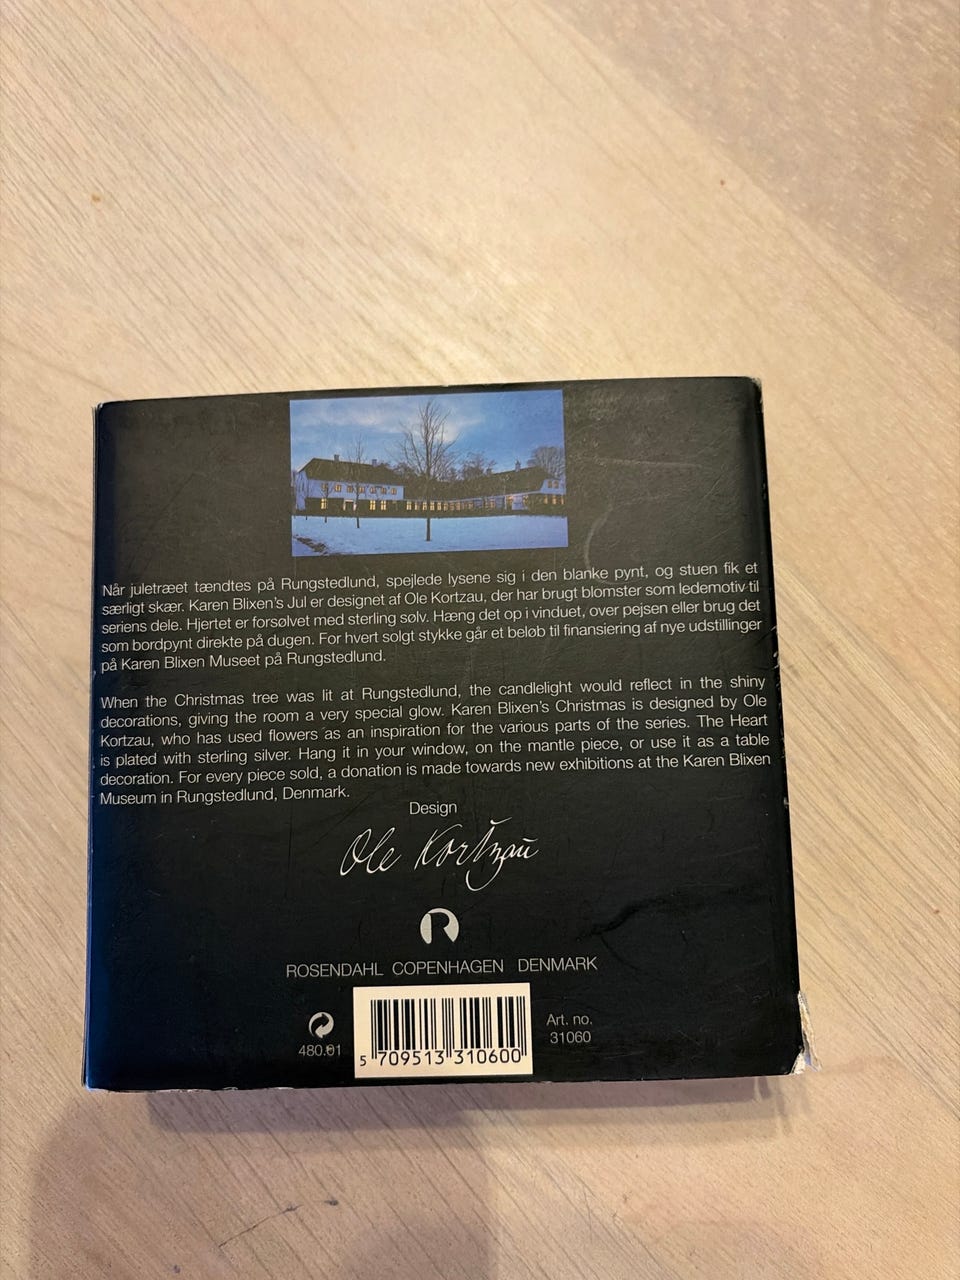 Når juletræet tændtes på Rungstedlund, spejlede lysene sig i den blanke pynt, og stuen fik et
særligt skær. Karen Blixen's Jul er designet af Ole Kortzau, der har brugt blomster som ledemotiv til
seriens dele. Hjertet er forsølvet med sterling sølv. Hæng det op i vinduet, over pejsen eller brug det
som bordpynt direkte på dugen. For hvert solgt stykke går et beløb til finansiering af nye udstillinger
på Karen Blixen Museet på Rungstedlund.
When the Christmas tree was lit at Rungstedlund, the candlelight would reflect in the shiny
decorations, giving the room a very special glow. Karen Blixen's Christmas is designed by Ole
Kortzau, who has used flowers as an inspiration for the various parts of the series. The Heart
is plated with sterling silver. Hang it in your window, on the mantle piece, or use it as a table
decoration. For every piece sold, a donation is made towards new exhibitions at the Karen Blixen
Museum in Rungstedlund, Denmark.
Design
Ole Kortzau
R
ROSENDAHL COPENHAGEN DENMARK
480.01
5 709513 310600
Art. no.
31060